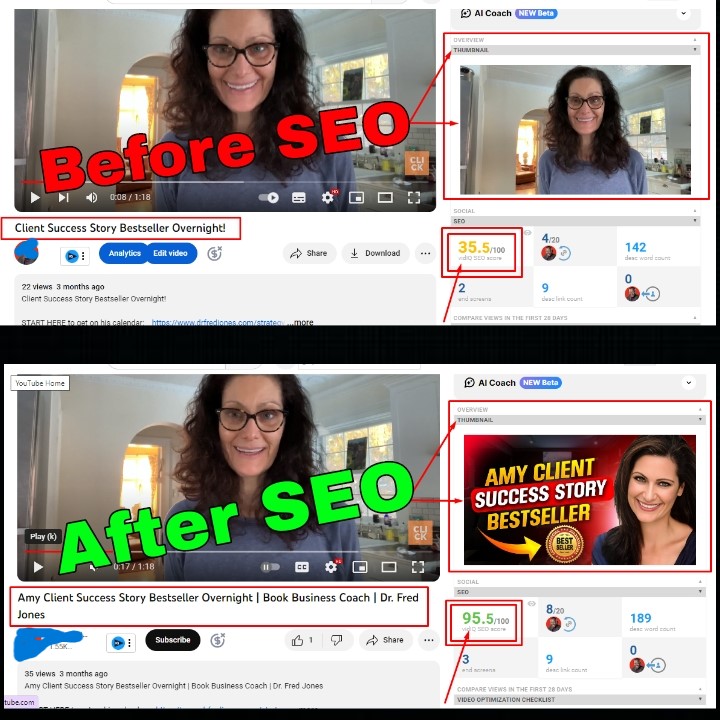 AI Coach NEW Beta
OVERVIEW
THUMBNAIL
Before SEO
CLICK
0:08 / 1:18
HD
Client Success Story Bestseller Overnight!
Analytics
Edit video
Share
Download
22 views 3 months ago
Client Success Story Bestseller Overnight!
START HERE to get on his calendar: https://www.drfredjones.com/strateg ...more
SOCIAL
SEO
35.5/100
vidIQ SEO score
4/20
142
desc word count
2
end screens
9
desc link count
0
COMPARE VIEWS IN THE FIRST 28 DAYS
YouTube Home
AI Coach NEW Beta
OVERVIEW
THUMBNAIL
After SEO
CLICK
Play (k)
0:17 / 1:18
CC
HD
AMY CLIENT
SUCCESS STORY
BESTSELLER
BEST
SELLER
Amy Client Success Story Bestseller Overnight | Book Business Coach | Dr. Fred
Jones
1.55K..
Subscribe
1
Share
35 views 3 months ago
Amy Client Success Story Bestseller Overnight | Book Business Coach | Dr. Fred Jones
tube.com
SOCIAL
SEO
95.5/100
vidIQ SEO score
8/20
189
desc word count
3
end screens
9
desc link count
0
COMPARE VIEWS IN THE FIRST 28 DAYS
VIDEO OPTIMIZATION CHECKLIST